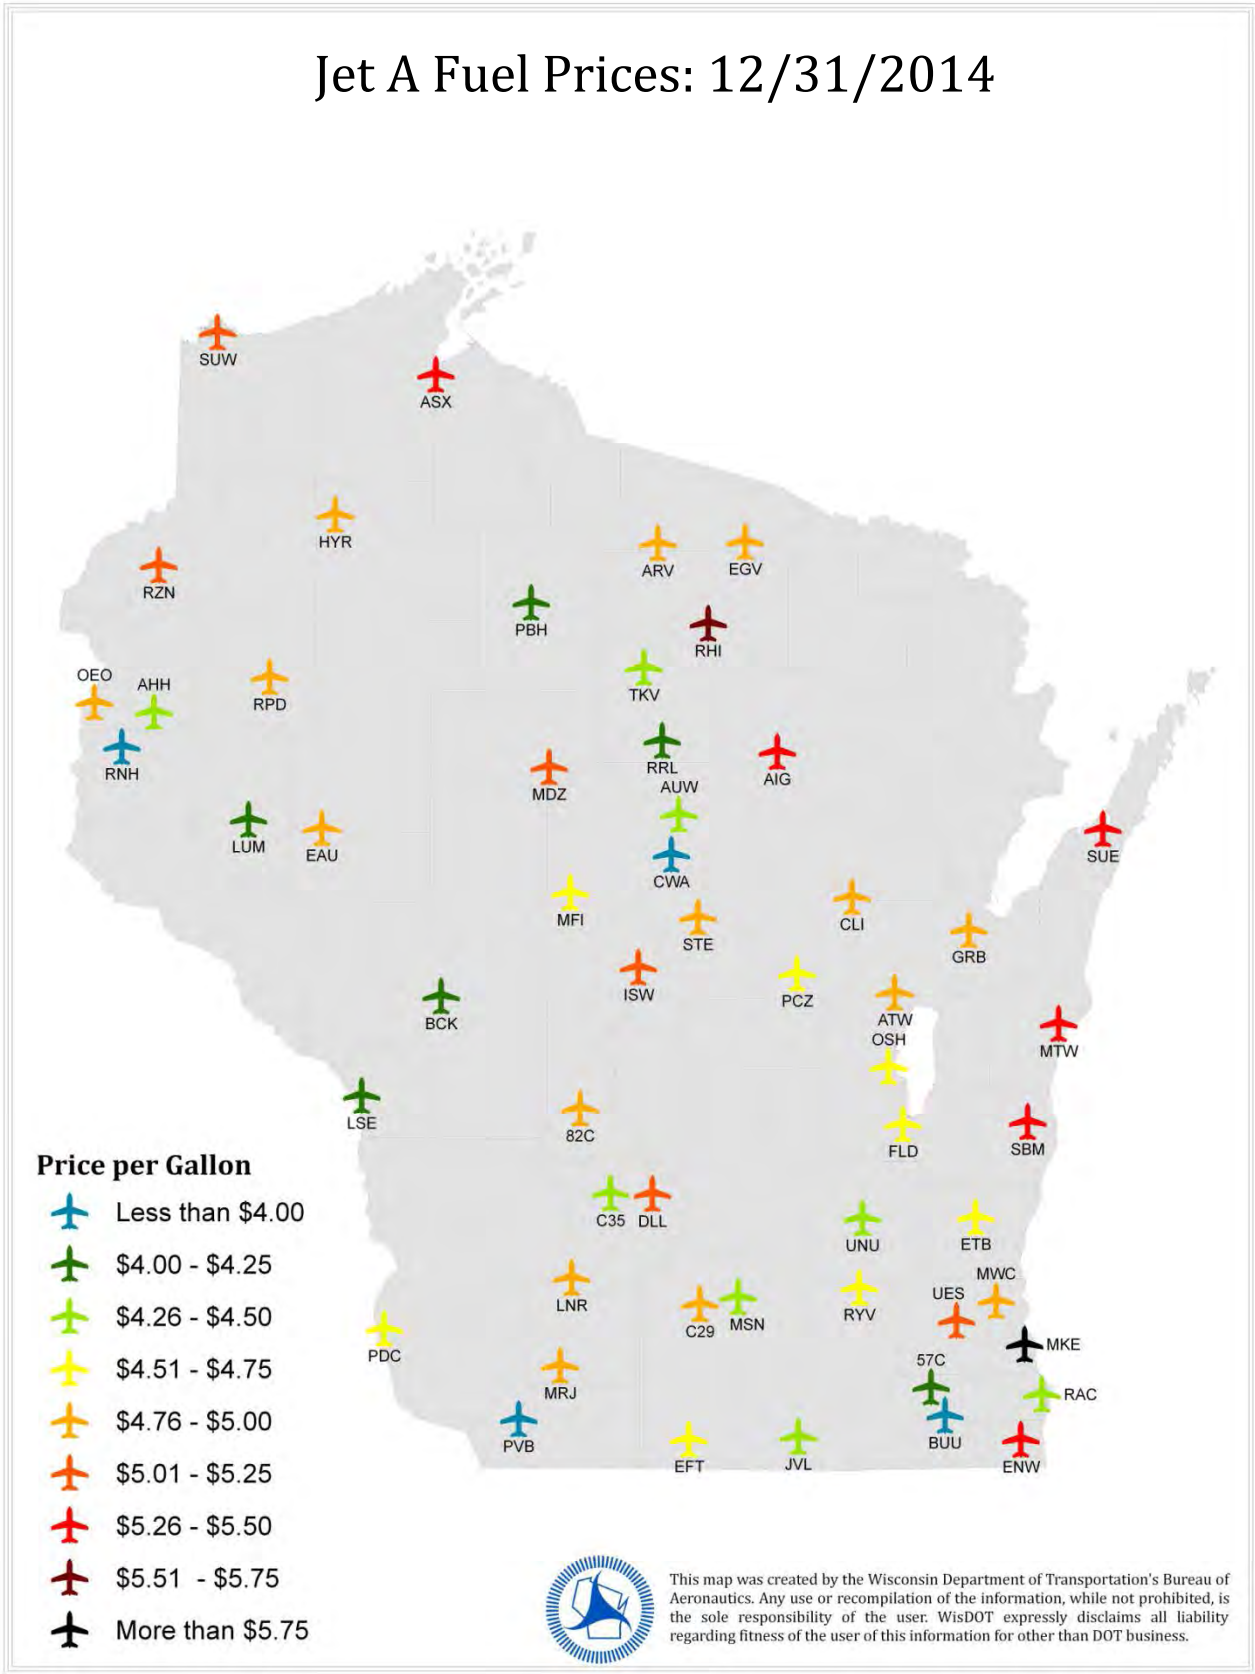 Jet A Fuel Prices: 12/31/2014
SUW
ASX
HYR
ARV
EGV
RZN
PBH
RHI
OEO
AHH
RPD
TKV
RNH
RRL
AIG
MDZ
AUW
LUM
EAU
SUE
CWA
MFI
CLI
STE
GRB
ISW
PCZ
BCK
ATW
OSH
MTW
LSE
82C
FLD
SBM
C35
DLL
UNU
ETB
MWC
LNR
UES
C29
MSN
RYV
MKE
PDC
57C
MRJ
RAC
PVB
BUU
EFT
JVL
ENW
Price per Gallon
Less than $4.00
$4.00 - $4.25
$4.26 - $4.50
$4.51 - $4.75
$4.76 - $5.00
$5.01 - $5.25
$5.26 - $5.50
$5.51 - $5.75
More than $5.75
This map was created by the Wisconsin Department of Transportation's Bureau of
Aeronautics. Any use or recompilation of the information, while not prohibited, is
the sole responsibility of the user. WisDOT expressly disclaims all liability
regarding fitness of the user of this information for other than DOT business.